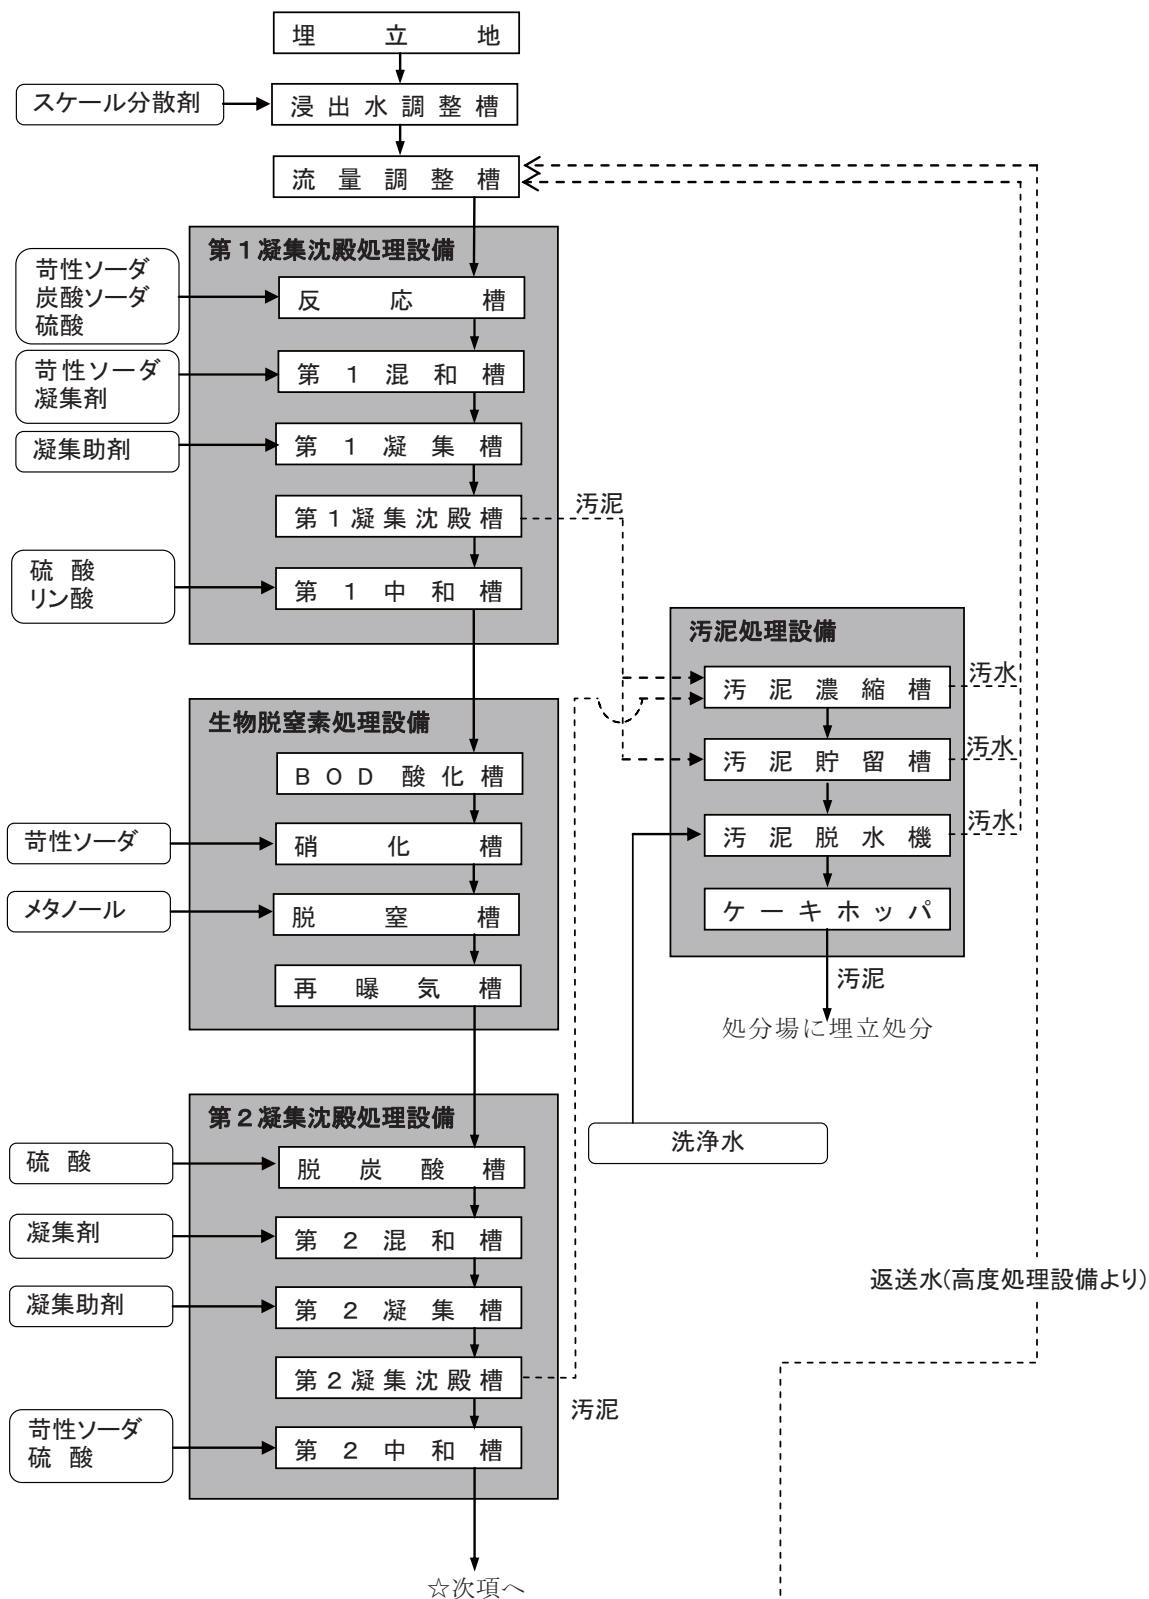 埋立地
スケール分散剤
浸出水調整槽
流量調整槽
第１凝集沈殿処理設備
苛性ソーダ
炭酸ソーダ
硫酸
反応槽
苛性ソーダ
凝集剤
第１混和槽
凝集助剤
第１凝集槽
第１凝集沈殿槽
汚泥
硫酸
リン酸
第１中和槽
汚泥処理設備
汚泥濃縮槽
汚水
汚泥貯留槽
汚水
汚泥脱水機
汚水
ケーキホッパ
汚泥
処分場に埋立処分
洗浄水
生物脱窒素処理設備
ＢＯＤ酸化槽
苛性ソーダ
硝化槽
メタノール
脱窒槽
再曝気槽
第２凝集沈殿処理設備
硫酸
脱炭酸槽
凝集剤
第２混和槽
凝集助剤
第２凝集槽
第２凝集沈殿槽
汚泥
苛性ソーダ
硫酸
第２中和槽
返送水(高度処理設備より)
☆次項へ